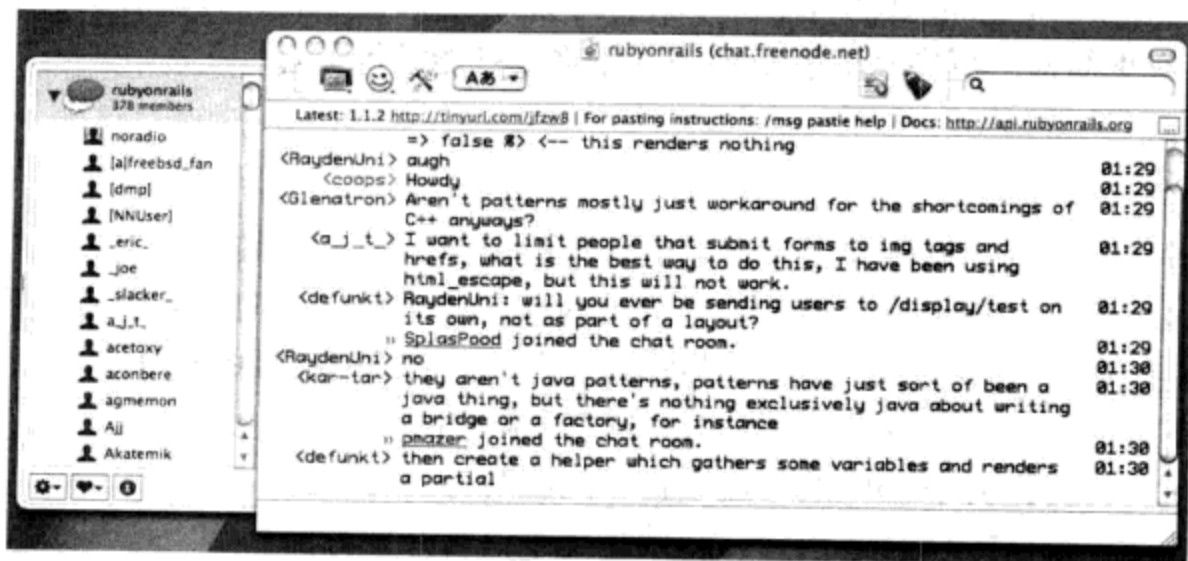 rubyonrails (chat.freenode.net)
rubyonrails
378 members
noradio
[a]freebsd_fan
[dmp]
[NNUser]
_eric_
_joe
_slacker_
a_j_t_
acetoxy
aconbere
agmemon
Ajj
Akatemik
Aあ
Latest: 1.1.2 http://tinyurl.com/jfzw8 | For pasting instructions: /msg pastie help | Docs: http://api.rubyonrails.org ...
=> false %> <-- this renders nothing
<RaydenUni> augh 01:29
<coops> Howdy 01:29
<Glenatron> Aren't patterns mostly just workaround for the shortcomings of 01:29
C++ anyways?
<a_j_t_> I want to limit people that submit forms to img tags and 01:29
hrefs, what is the best way to do this, I have been using
html_escape, but this will not work.
<defunkt> RaydenUni: will you ever be sending users to /display/test on 01:29
its own, not as part of a layout?
» SplasPood joined the chat room. 01:29
<RaydenUni> no 01:30
<kar-tar> they aren't java patterns, patterns have just sort of been a 01:30
java thing, but there's nothing exclusively java about writing
a bridge or a factory, for instance
» pmazer joined the chat room. 01:30
<defunkt> then create a helper which gathers some variables and renders 01:30
a partial